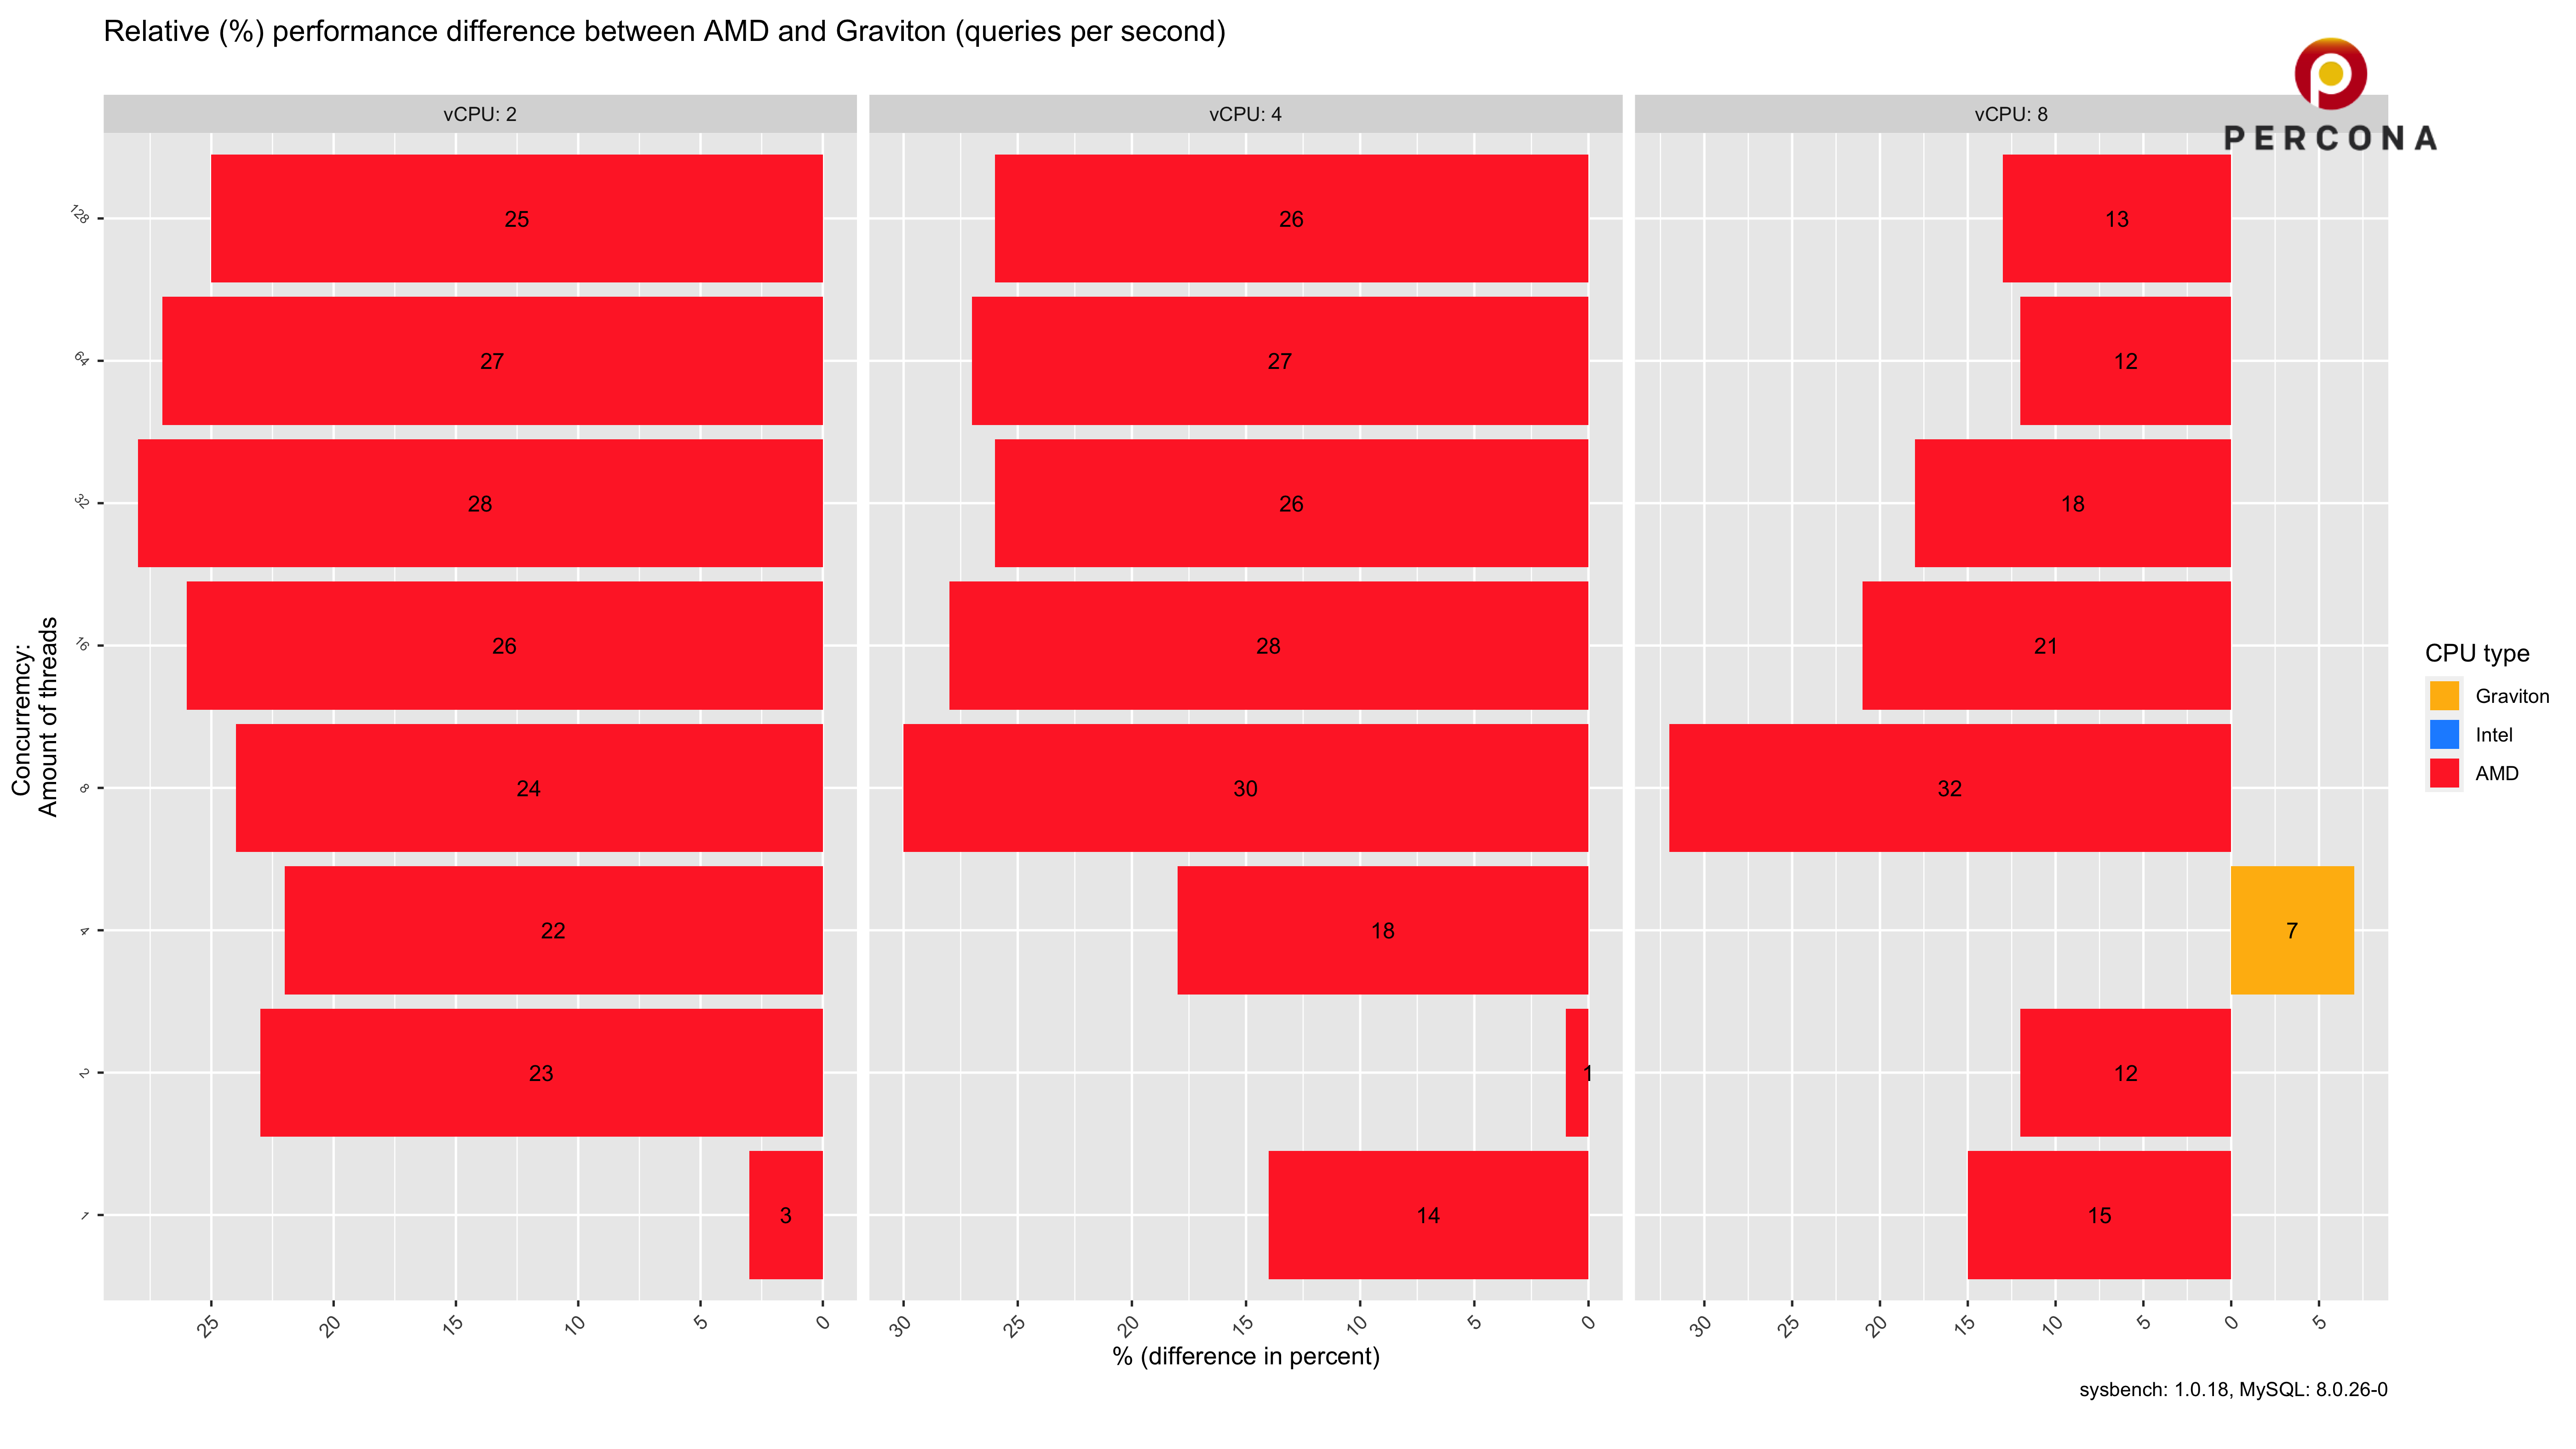 Relative (%) performance difference between AMD and Graviton (queries per second)
PERCONA
vCPU: 2
vCPU: 4
vCPU: 8
Concurremcy:
Amount of threads
128
25
26
13
64
27
27
12
32
28
26
18
16
26
28
21
8
24
30
32
4
22
18
7
2
23
1
12
1
3
14
15
25 20 15 10 5 0
30 25 20 15 10 5 0
30 25 20 15 10 5 0 5
% (difference in percent)
CPU type
Graviton
Intel
AMD
sysbench: 1.0.18, MySQL: 8.0.26-0